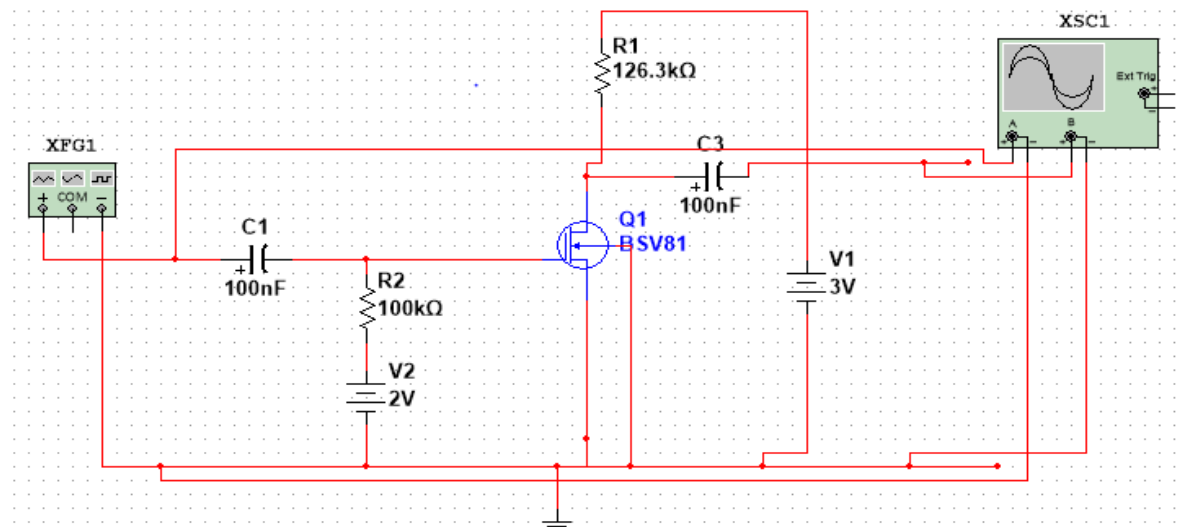 XSC1
R1
126.3kΩ
Ext Trig
+
-
A
B
+ - + -
C3
+
100nF
XFG1
+ COM -
C1
+
100nF
Q1
BSV81
R2
100kΩ
V1
3V
V2
2V